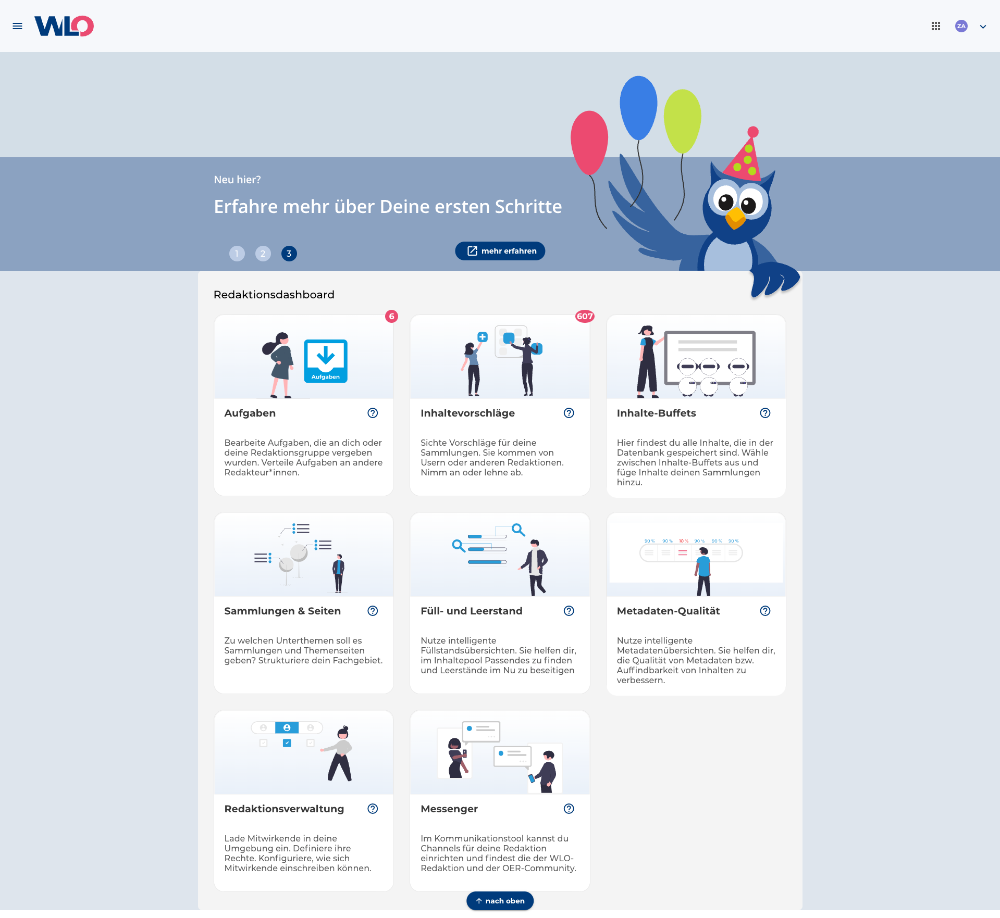 WLO
ZA
Neu hier?
Erfahre mehr über Deine ersten Schritte
1 2 3
mehr erfahren
Redaktionsdashboard
6
607
Aufgaben
Aufgaben
Bearbeite Aufgaben, die an dich oder
deine Redaktionsgruppe vergeben
wurden. Verteile Aufgaben an andere
Redakteur*innen.
Inhaltevorschläge
Sichte Vorschläge für deine
Sammlungen. Sie kommen von
Usern oder anderen Redaktionen.
Nimm an oder lehne ab.
Inhalte-Buffets
Hier findest du alle Inhalte, die in der
Datenbank gespeichert sind. Wähle
zwischen Inhalte-Buffets aus und
füge Inhalte deinen Sammlungen
hinzu.
Sammlungen & Seiten
Zu welchen Unterthemen soll es
Sammlungen und Themenseiten
geben? Strukturiere dein Fachgebiet.
Füll- und Leerstand
Nutze intelligente
Füllstandsübersichten. Sie helfen dir,
im Inhaltepool Passendes zu finden
und Leerstände im Nu zu beseitigen
90 % 90 % 10 % 90 % 90 % 90 %
Metadaten-Qualität
Nutze intelligente
Metadatenübersichten. Sie helfen dir,
die Qualität von Metadaten bzw.
Auffindbarkeit von Inhalten zu
verbessern.
Redaktionsverwaltung
Lade Mitwirkende in deine
Umgebung ein. Definiere ihre
Rechte. Konfiguriere, wie sich
Mitwirkende einschreiben können.
Messenger
Im Kommunikationstool kannst du
Channels für deine Redaktion
einrichten und findest die der WLO-
Redaktion und der OER-Community.
nach oben